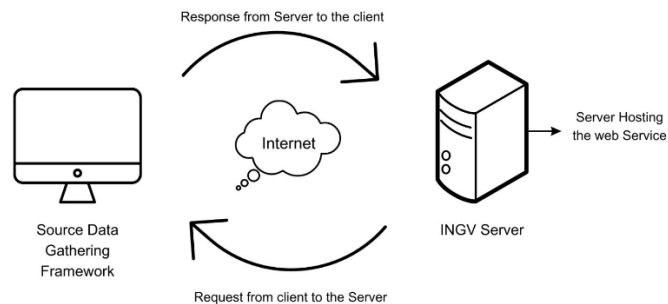 Response from Server to the client
Internet
Server Hosting
the web Service
Source Data
Gathering
Framework
INGV Server
Request from client to the Server